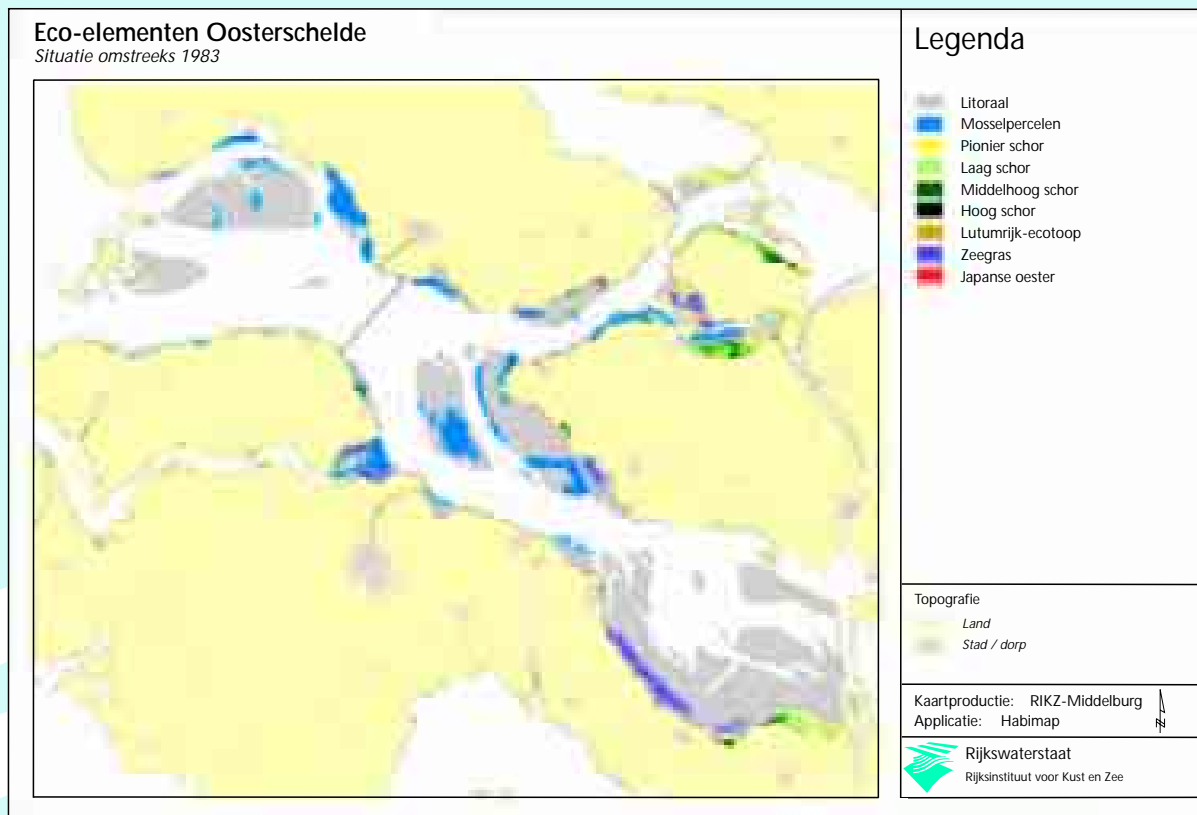 Eco-elementen Oosterschelde
Situatie omstreeks 1983
Legenda
Litoraal
Mosselpercelen
Pionier schor
Laag schor
Middelhoog schor
Hoog schor
Lutumrijk-ecotoop
Zeegras
Japanse oester
Topografie
Land
Stad / dorp
Kaartproductie: RIKZ-Middelburg
Applicatie: Habimap
N
Rijkswaterstaat
Rijksinstituut voor Kust en Zee